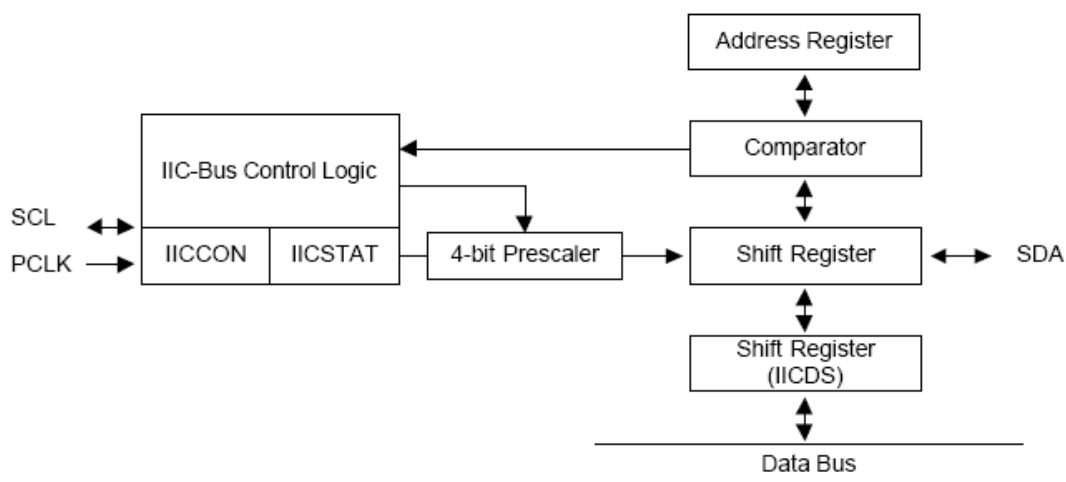 Address Register
Comparator
IIC-Bus Control Logic
SCL
PCLK
IICCON
IICSTAT
4-bit Prescaler
Shift Register
SDA
Shift Register
(IICDS)
Data Bus